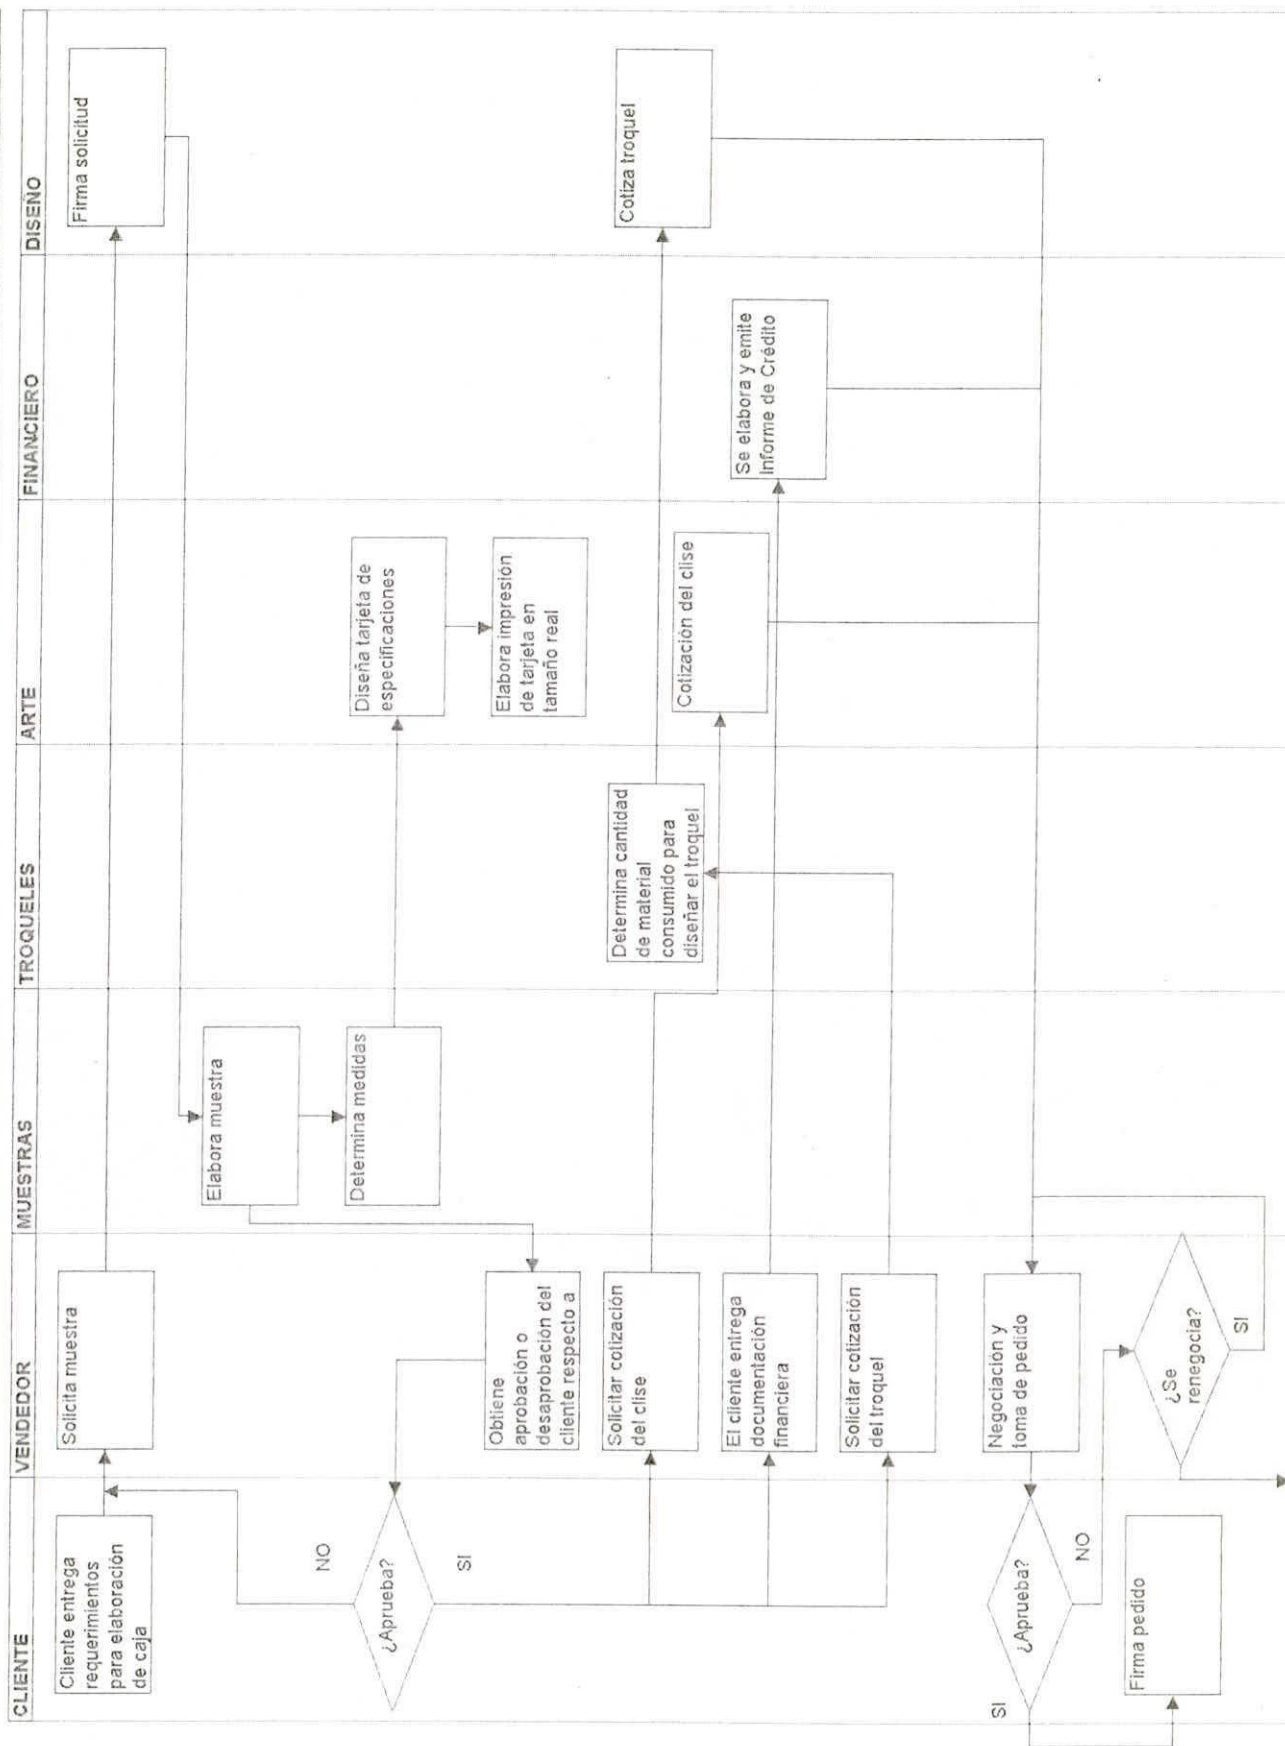 CLIENTE
VENDEDOR
MUESTRAS
TROQUELES
ARTE
FINANCIERO
DISEÑO
Cliente entrega
requerimientos
para elaboración
de caja
Solicita muestra
Firma solicitud
Elabora muestra
Determina medidas
Diseña tarjeta de
especificaciones
Elabora impresión
de tarjeta en
tamaño real
Obtiene
aprobación o
desaprobación del
cliente respecto a
NO
¿Aprueba?
SI
Solicitar cotización
del clise
El cliente entrega
documentación
financiera
Solicitar cotización
del troquel
Determina cantidad
de material
consumido para
diseñar el troquel
Cotiza troquel
Cotización del clise
Se elabora y emite
Informe de Crédito
Negociación y
toma de pedido
¿Aprueba?
SI
NO
¿Se
renegocia?
SI
Firma pedido